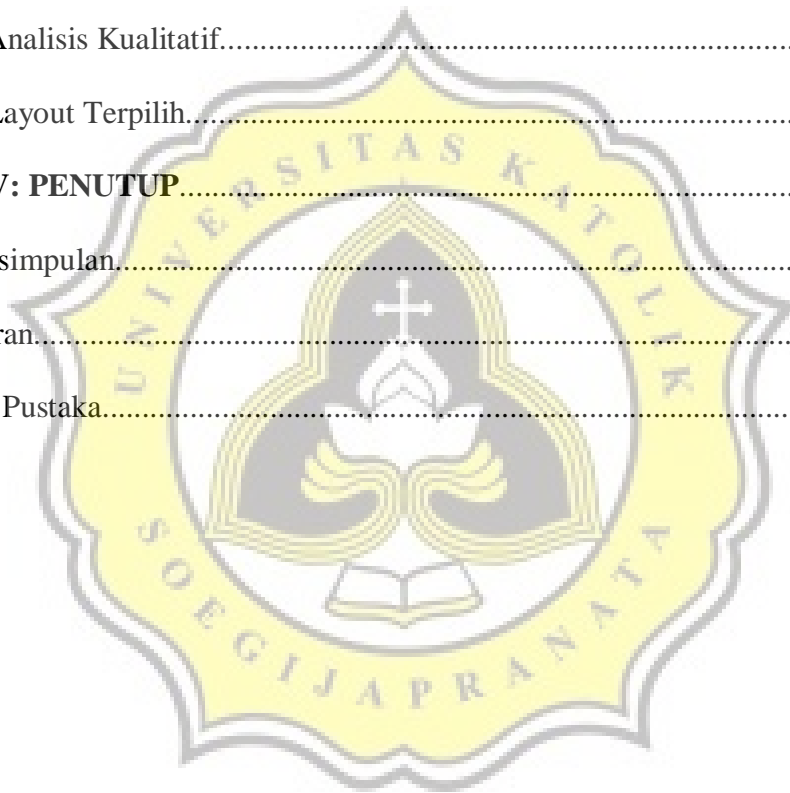 Analisis Kualitatif
Layout Terpilih
V: PENUTUP
simpulan
ran
Pustaka
UNIVERSITAS KATOLIK
SOEGIJAPRANATA